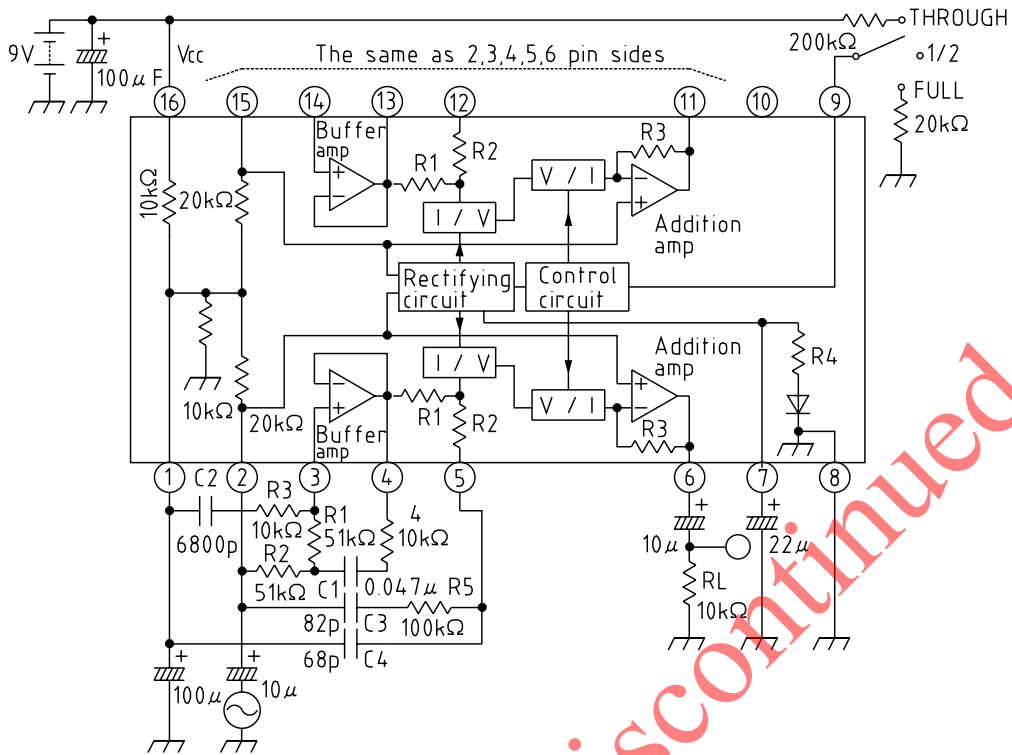 THROUGH
9V
+
100μF
Vcc
The same as 2,3,4,5,6 pin sides
200kΩ
1/2
FULL
20kΩ
16
15
14
13
12
11
10
9
Buffer
amp
+
−
R1
R2
R3
10kΩ
20kΩ
I / V
V / I
−
+
Addition
amp
Rectifying
circuit
Control
circuit
Addition
amp
R4
10kΩ
20kΩ
−
+
Buffer
amp
I / V
R1
R2
V / I
+
−
R3
1
2
3
4
5
6
7
8
C2
6800p
R3
10kΩ
R1
51kΩ
4
10kΩ
R2
51kΩ
C1
0.047μ
R5
100kΩ
82p
C3
68p
C4
+
100μ
+
10μ
+
10μ
RL
10kΩ
+
22μ
iscontinued